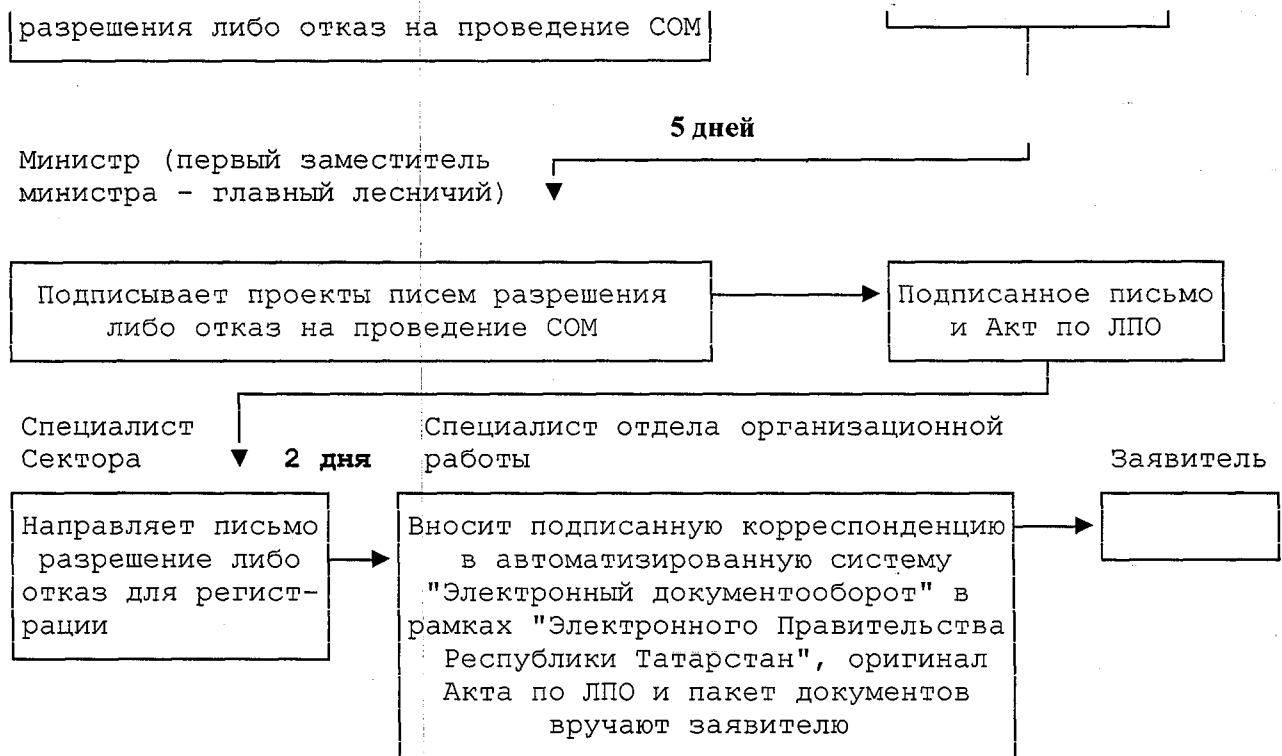 разрешения либо отказ на проведение СОМ
5 дней
Министр (первый заместитель
министра - главный лесничий)
Подписывает проекты писем разрешения
либо отказ на проведение СОМ
Подписанное письмо
и Акт по ЛПО
Специалист
Сектора
2 дня
Специалист отдела организационной
работы
Заявитель
Направляет письмо
разрешение либо
отказ для регист-
рации
Вносит подписанную корреспонденцию
в автоматизированную систему
"Электронный документооборот" в
рамках "Электронного Правительства
Республики Татарстан", оригинал
Акта по ЛПО и пакет документов
вручают заявителю